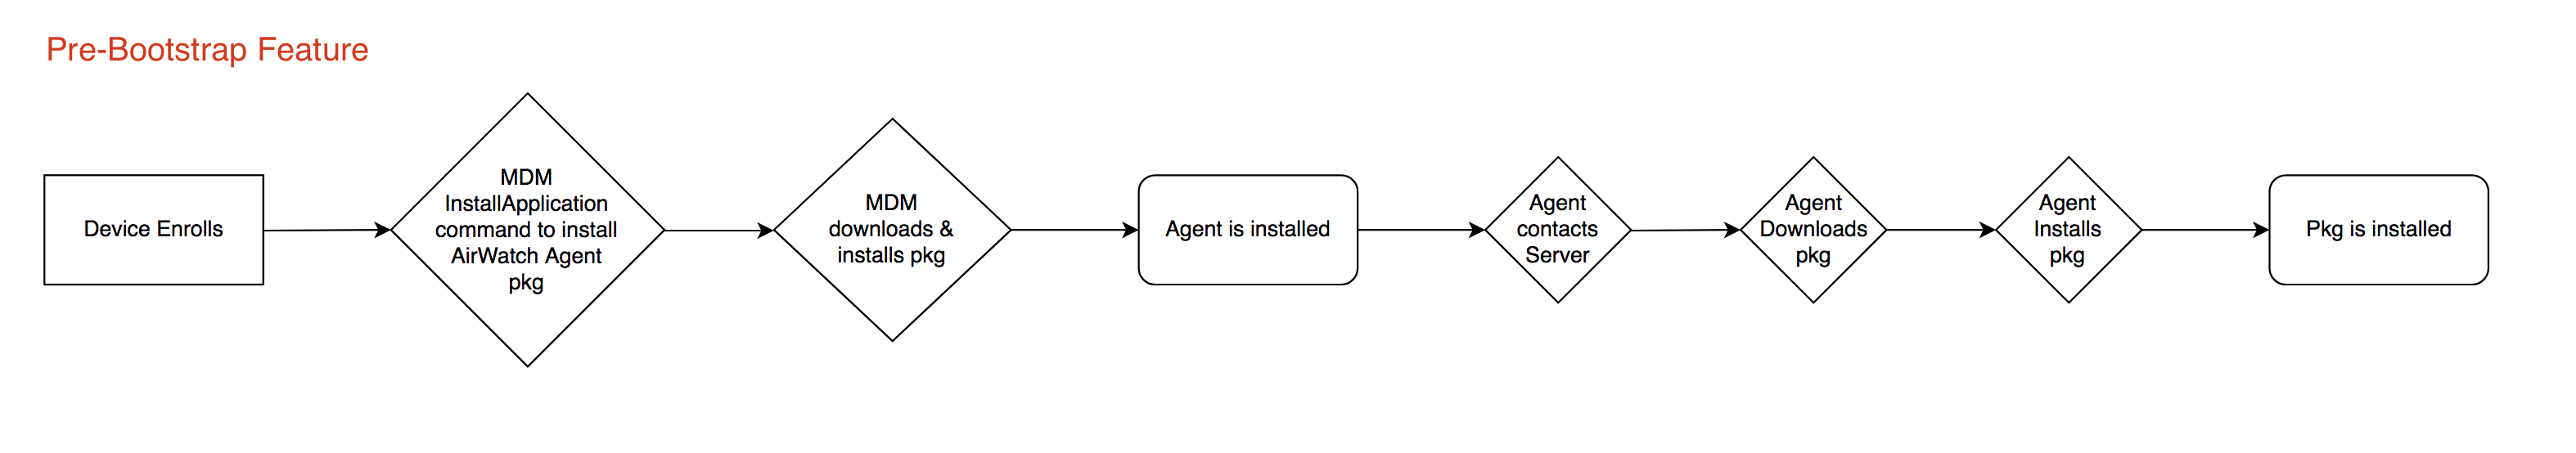 Pre-Bootstrap Feature
Device Enrolls
MDM
InstallApplication
command to install
AirWatch Agent
pkg
MDM
downloads &
installs pkg
Agent is installed
Agent
contacts
Server
Agent
Downloads
pkg
Agent
Installs
pkg
Pkg is installed